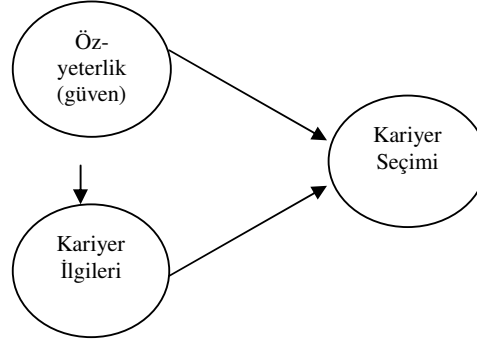 Öz-
yeterlik
(güven)
Kariyer
Seçimi
Kariyer
İlgileri